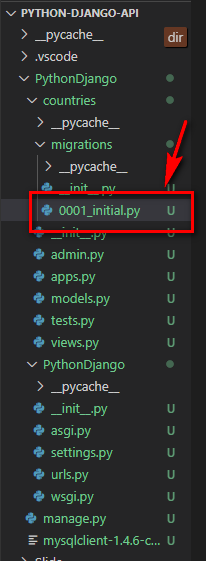 PYTHON-DJANGO-API
__pycache__
dir
.vscode
PythonDjango
countries
__pycache__
migrations
__pycache__
__init__.py U
0001_initial.py U
__init__.py U
admin.py U
apps.py U
models.py U
tests.py U
views.py U
PythonDjango
__pycache__
__init__.py U
asgi.py U
settings.py U
urls.py U
wsgi.py U
manage.py U
mysqlclient-1.4.6-c... U
Slide